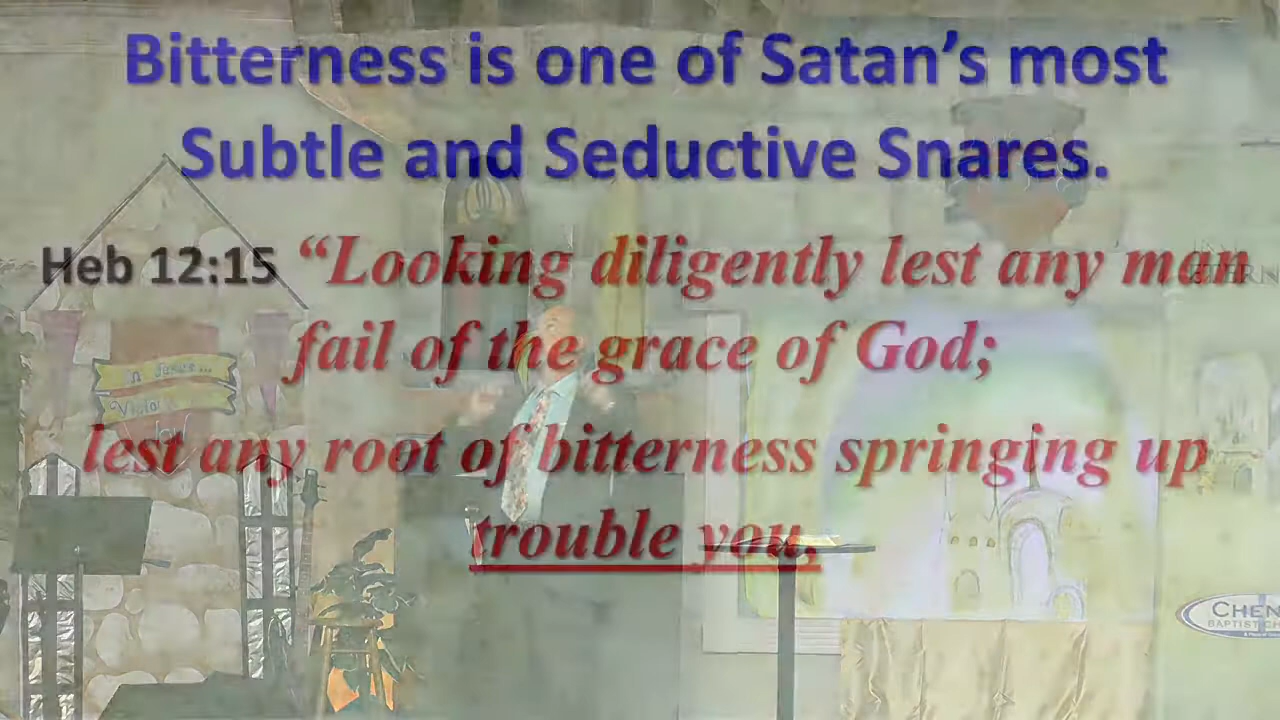 Bitterness is one of Satan’s most
Subtle and Seductive Snares.
Heb 12:15 “Looking diligently lest any man
fail of the grace of God;
lest any root of bitterness springing up
trouble you,